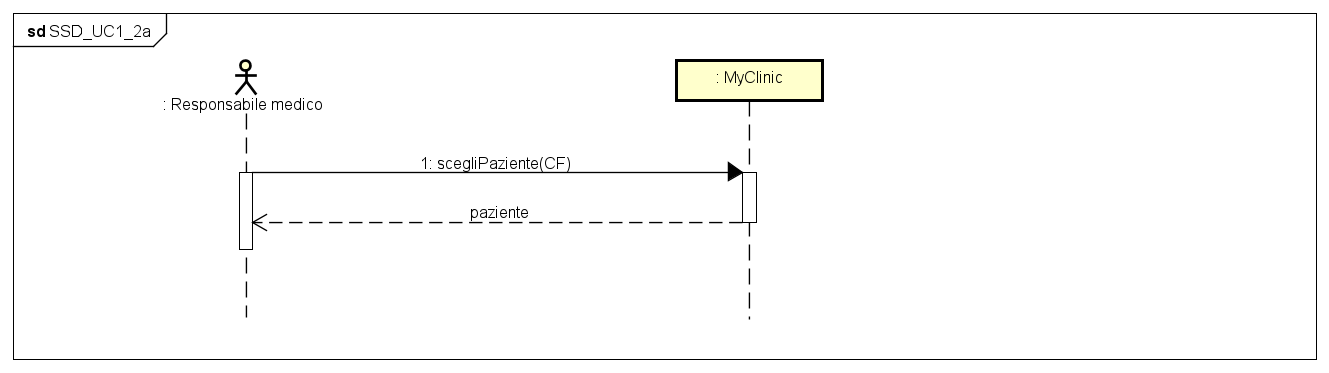 sd SSD_UC1_2a
: Responsabile medico
: MyClinic
1: scegliPaziente(CF)
paziente